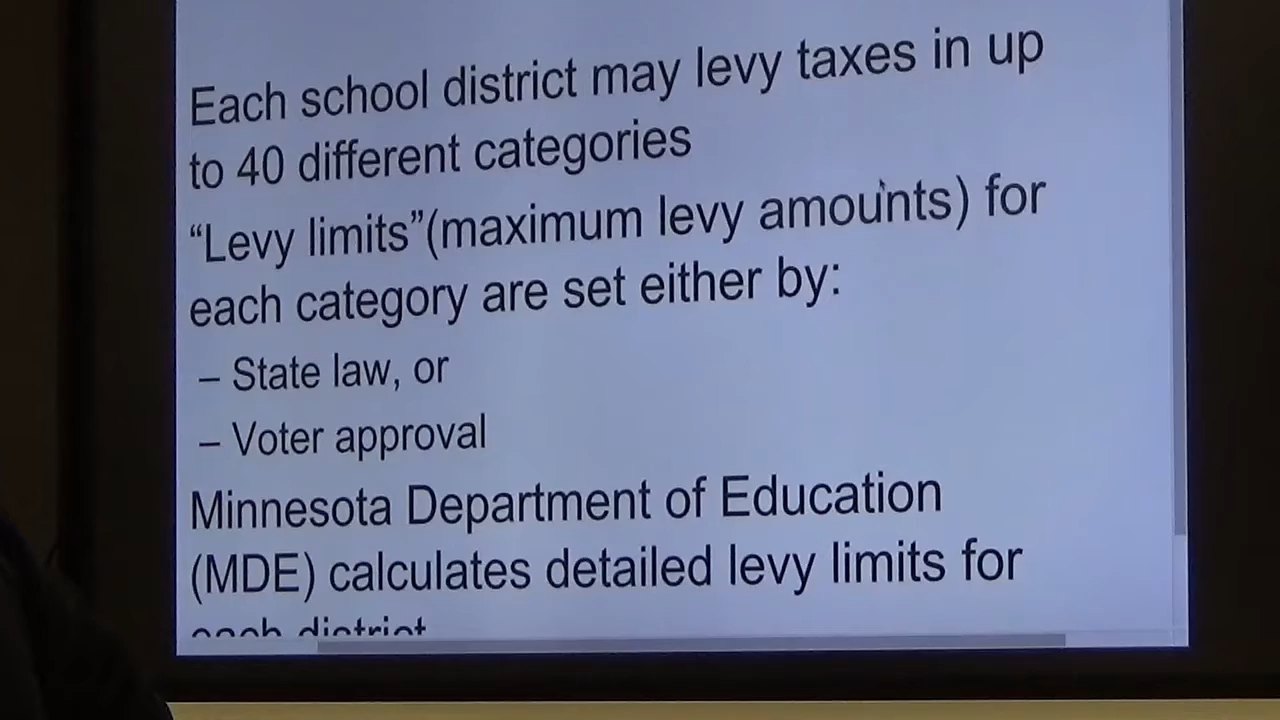 Each school district may levy taxes in up
to 40 different categories
“Levy limits”(maximum levy amounts) for
each category are set either by:
– State law, or
– Voter approval
Minnesota Department of Education
(MDE) calculates detailed levy limits for
each district